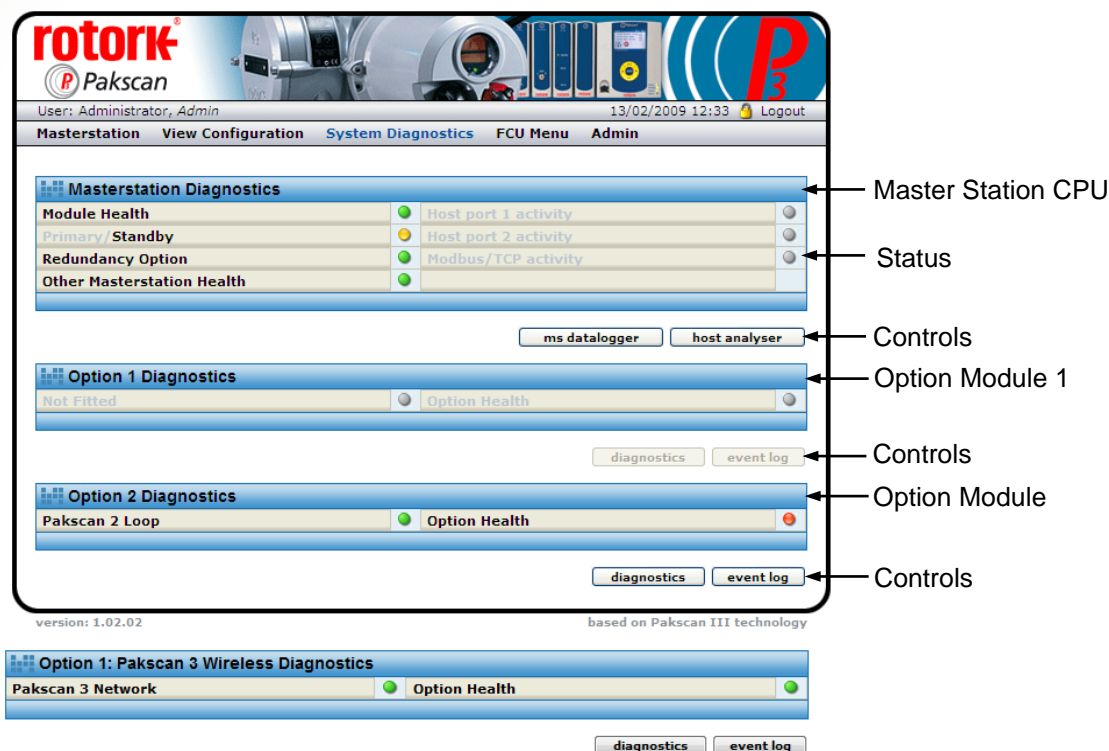 rotork®
P Pakscan
P3
User: Administrator, Admin 13/02/2009 12:33 Logout
Masterstation View Configuration System Diagnostics FCU Menu Admin
Masterstation Diagnostics Master Station CPU
Module Health Host port 1 activity
Primary/Standby Host port 2 activity
Redundancy Option Modbus/TCP activity Status
Other Masterstation Health
ms datalogger host analyser Controls
Option 1 Diagnostics Option Module 1
Not Fitted Option Health
diagnostics event log Controls
Option 2 Diagnostics Option Module
Pakscan 2 Loop Option Health
diagnostics event log Controls
version: 1.02.02 based on Pakscan III technology
Option 1: Pakscan 3 Wireless Diagnostics
Pakscan 3 Network Option Health
diagnostics event log